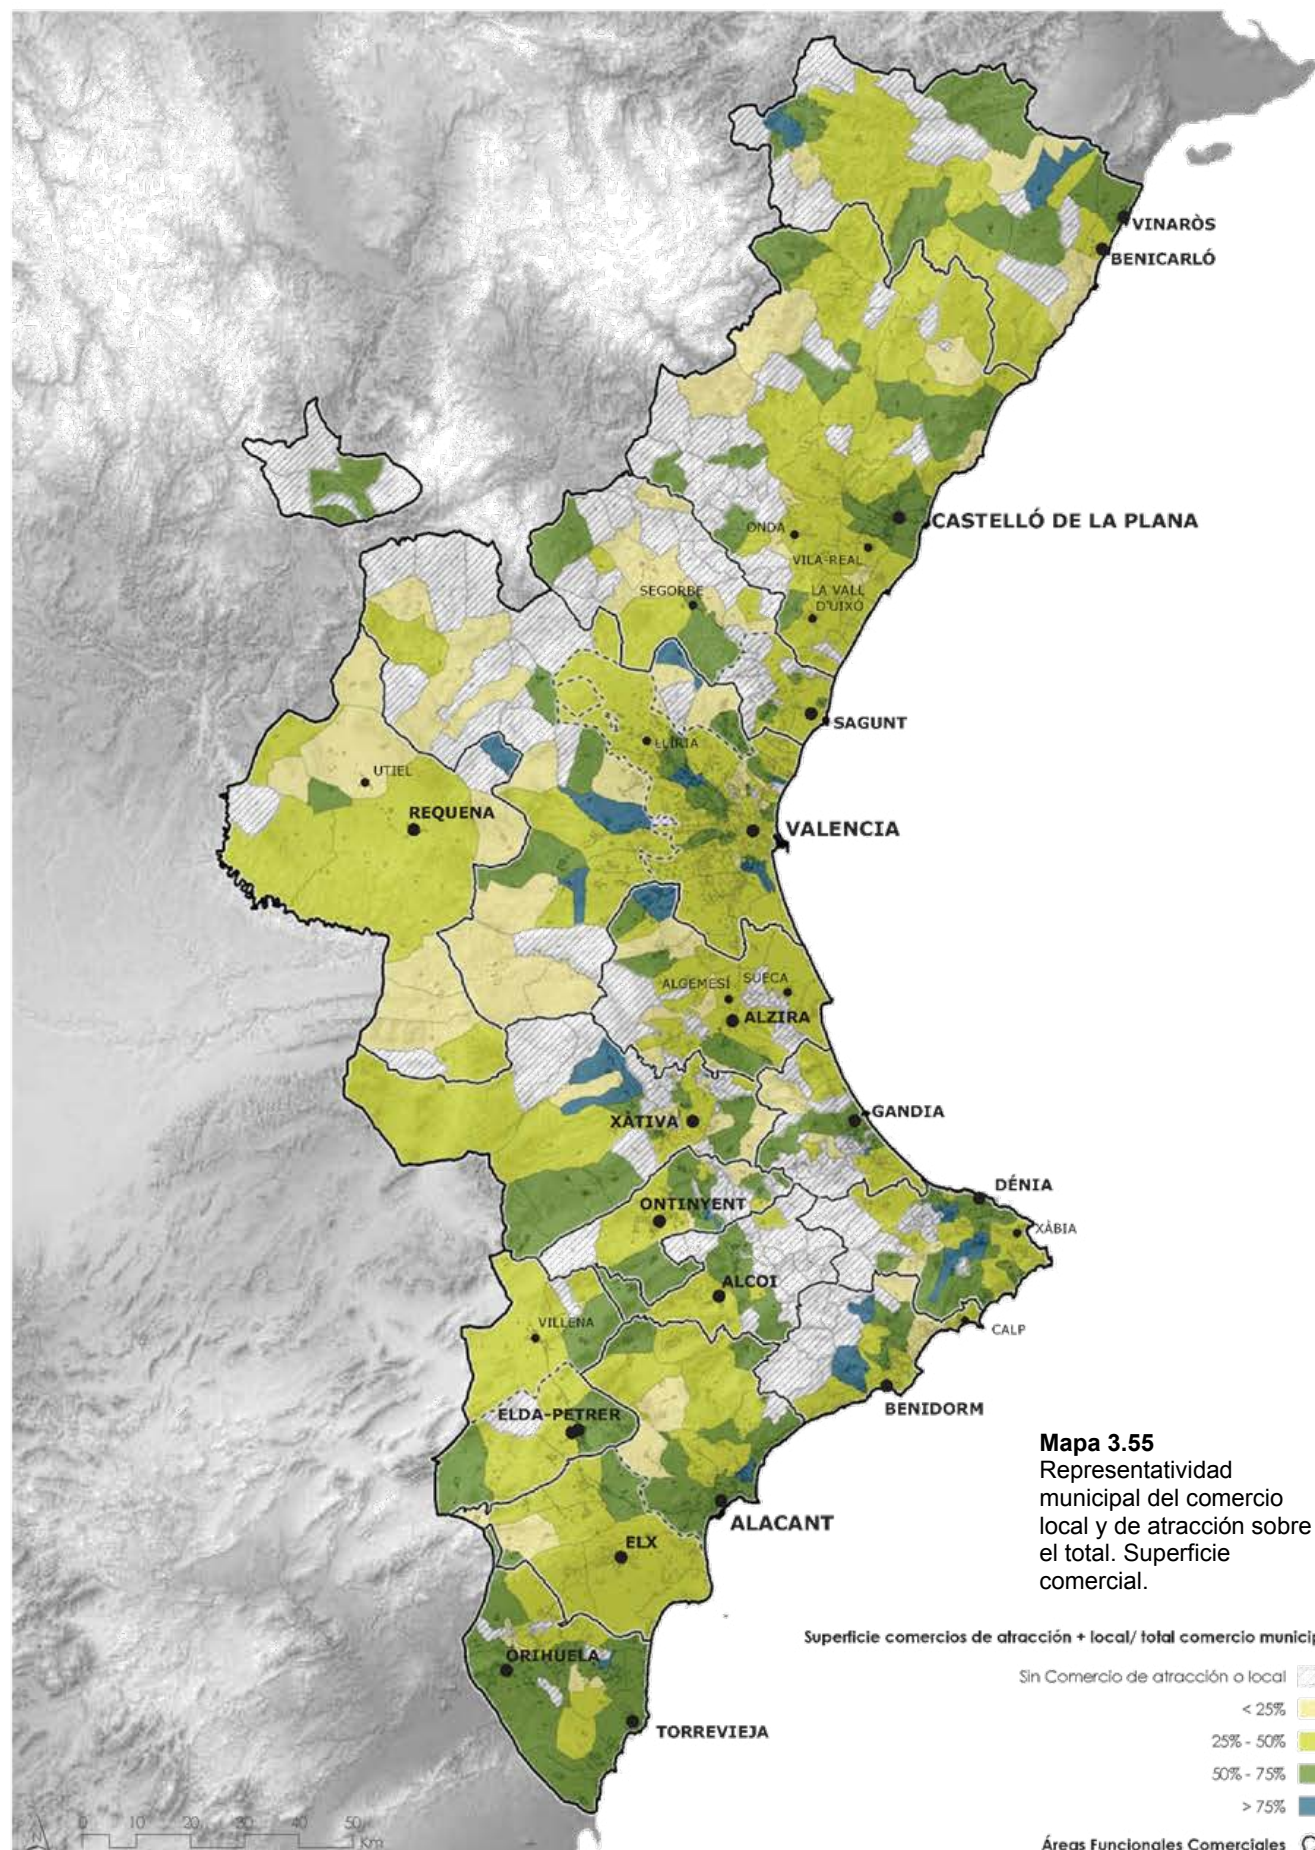 VINARÒS
BENICARLÓ
CASTELLÓ DE LA PLANA
ONDA
VILA-REAL
SEGORBE
LA VALL
D'UIXÓ
SAGUNT
LLÍRIA
UTIEL
REQUENA
VALENCIA
ALGEMESÍ
SUECA
ALZIRA
GANDIA
XÀTIVA
DÉNIA
ONTINYENT
XÀBIA
ALCOI
CALP
VILLENA
BENIDORM
ELDA-PETRER
Mapa 3.55
Representatividad
municipal del comercio
local y de atracción sobre
el total. Superficie
comercial.
ALACANT
ELX
Superficie comercios de atracción + local/ total comercio municip
ORIHUELA
Sin Comercio de atracción o local
< 25%
TORREVIEJA
25% - 50%
50% - 75%
> 75%
N
0 10 20 30 40 50
Km
Áreas Funcionales Comerciales